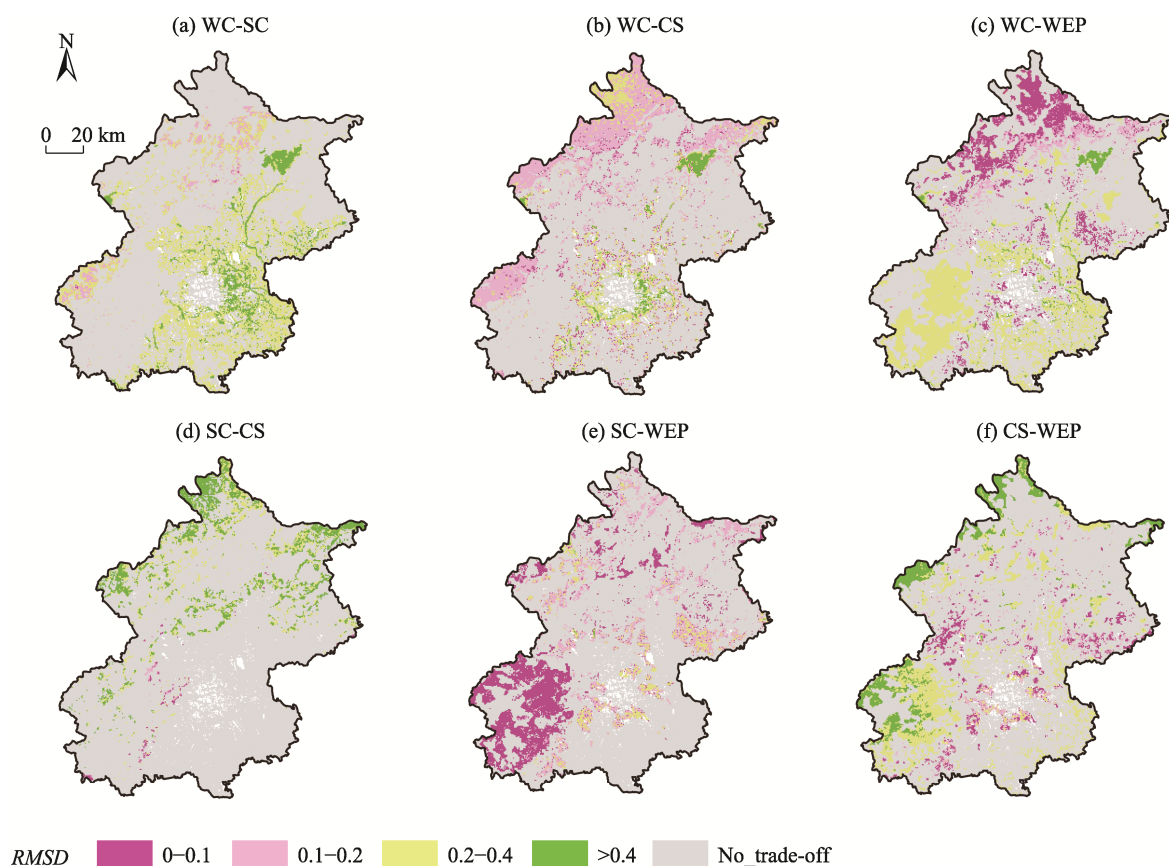 (a) WC-SC
(b) WC-CS
(c) WC-WEP
N
0 20 km
(d) SC-CS
(e) SC-WEP
(f) CS-WEP
RMSD 0−0.1 0.1−0.2 0.2−0.4 >0.4 No_trade-off